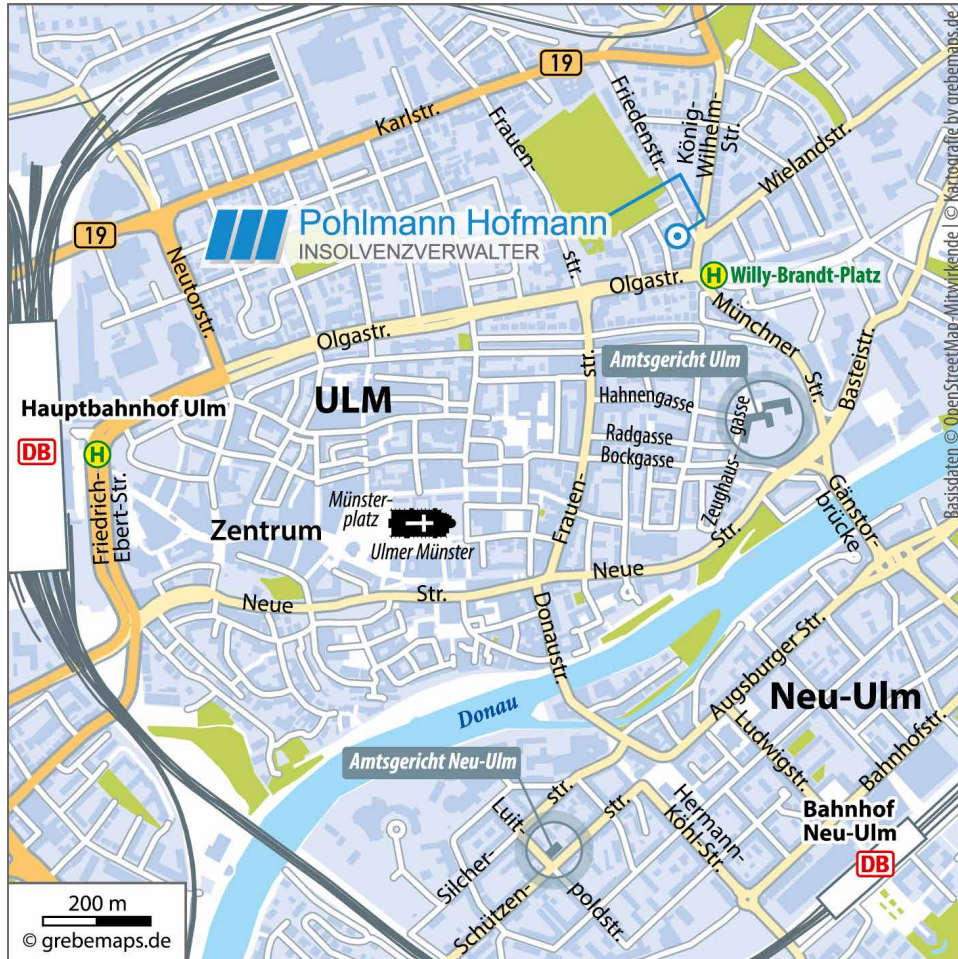 19
Karlstr.
Frauen-
str.
Friedenstr.
König-
Wilhelm-
Str.
Wielandstr.
19
Neutorstr.
Pohlmann Hofmann
INSOLVENZVERWALTER
Olgastr.
H Willy-Brandt-Platz
Olgastr.
Münchner
Str.
Basteistr.
Amtsgericht Ulm
ULM
Hauptbahnhof Ulm
DB
H
Friedrich-
Ebert-Str.
Hahnengasse
Radgasse
Bockgasse
Zeughaus-
gasse
Frauen-
str.
Münster-
platz
Ulmer Münster
Zentrum
Gänstor-
brücke
Neue
Str.
Neue
Str.
Donaustr.
Donau
Augsburger Str.
Neu-Ulm
Ludwigstr.
Bahnhofstr.
Amtsgericht Neu-Ulm
Silcher-
str.
Luit-
poldstr.
Schützen-
str.
Hermann-
Köhl-Str.
Bahnhof
Neu-Ulm
DB
200 m
© grebemaps.de
Basisdaten © OpenStreetMap-Mitwirkende | © Kartografie by grebemaps.de